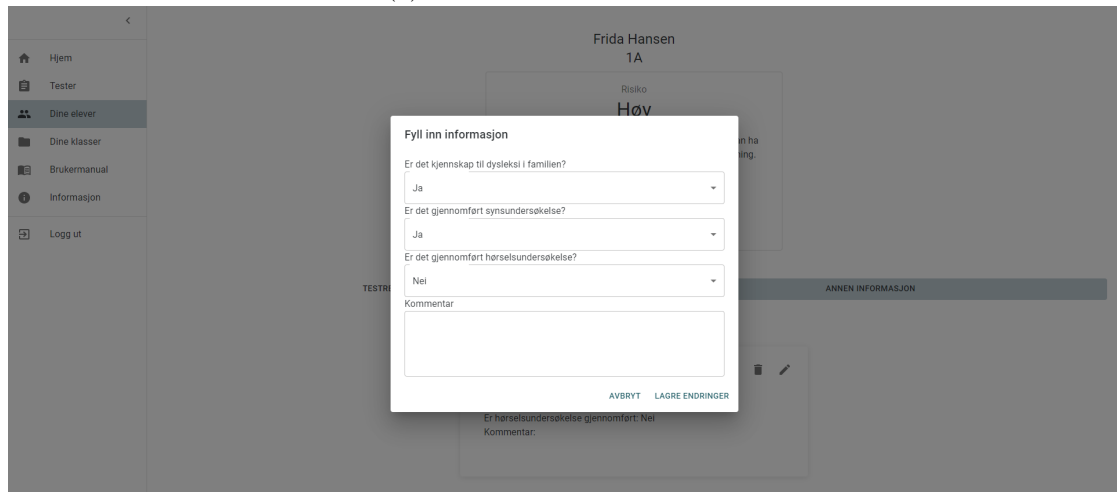 Frida Hansen
1A
Hjem
Tester
Dine elever
Dine klasser
Brukermanual
Informasjon
Logg ut
Risiko
Høy
Fyll inn informasjon
Er det kjennskap til dysleksi i familien?
Ja
Er det gjennomført synsundersøkelse?
Ja
Er det gjennomført hørselsundersøkelse?
Nei
Kommentar
AVBRYT LAGRE ENDRINGER
ANNEN INFORMASJON
Er hørselsundersøkelse gjennomført: Nei
Kommentar: